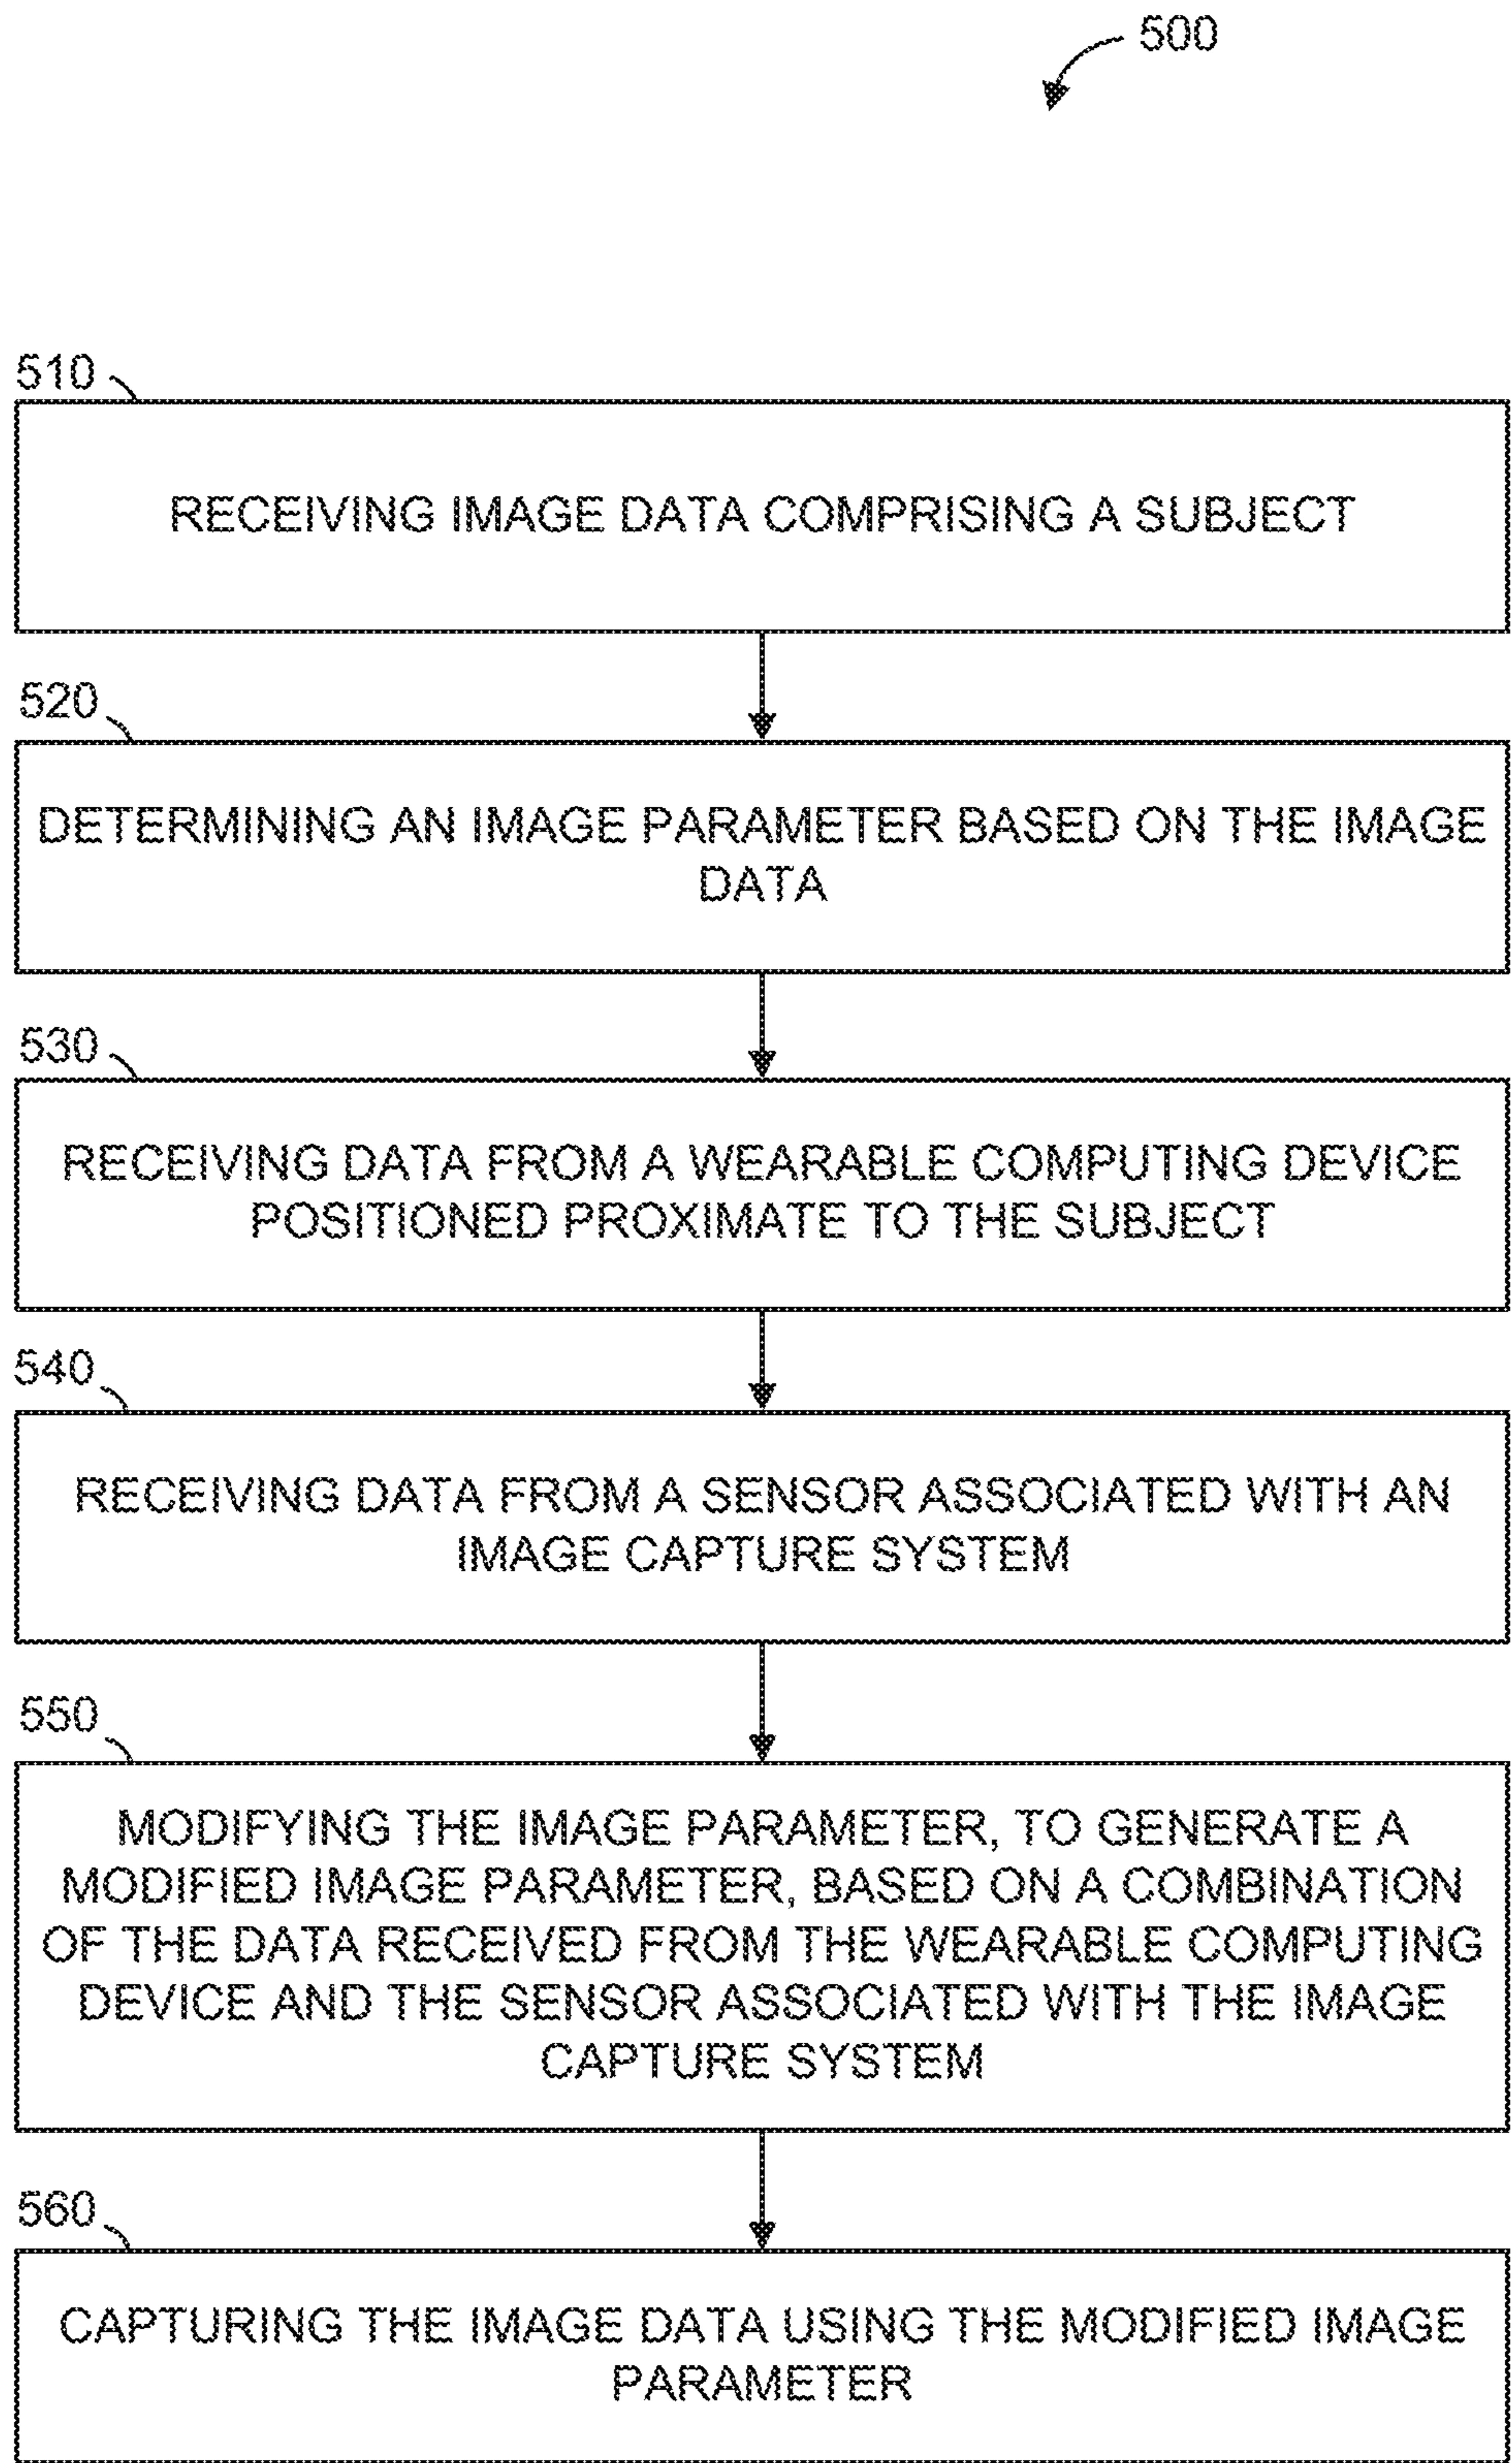 500
510
RECEIVING IMAGE DATA COMPRISING A SUBJECT
520
DETERMINING AN IMAGE PARAMETER BASED ON THE IMAGE
DATA
530
RECEIVING DATA FROM A WEARABLE COMPUTING DEVICE
POSITIONED PROXIMATE TO THE SUBJECT
540
RECEIVING DATA FROM A SENSOR ASSOCIATED WITH AN
IMAGE CAPTURE SYSTEM
550
MODIFYING THE IMAGE PARAMETER, TO GENERATE A
MODIFIED IMAGE PARAMETER, BASED ON A COMBINATION
OF THE DATA RECEIVED FROM THE WEARABLE COMPUTING
DEVICE AND THE SENSOR ASSOCIATED WITH THE IMAGE
CAPTURE SYSTEM
560
CAPTURING THE IMAGE DATA USING THE MODIFIED IMAGE
PARAMETER